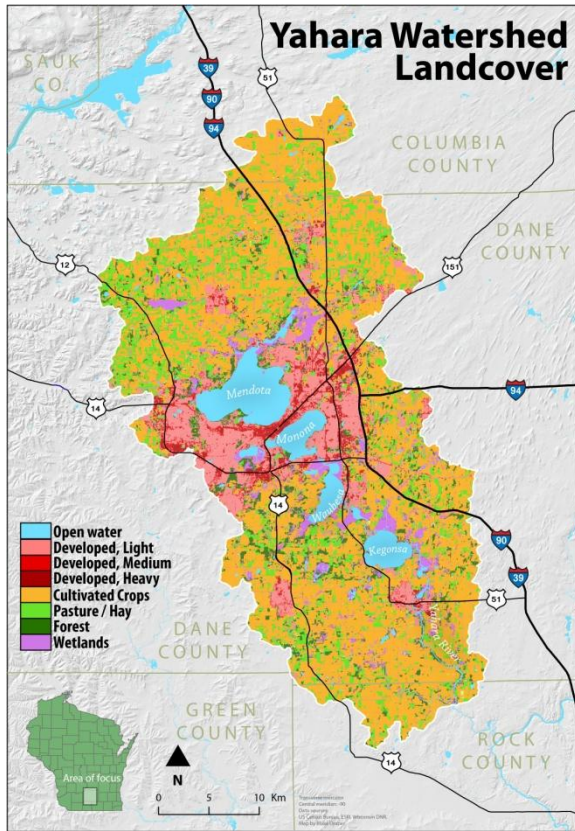 Yahara Watershed
Landcover
SAUK
CO.
51
39
90
94
COLUMBIA
COUNTY
DANE
COUNTY
12
151
Mendota
14
94
Monona
14
Waubesa
Kegonsa
90
39
51
Yahara River
Open water
Developed, Light
Developed, Medium
Developed, Heavy
Cultivated Crops
Pasture / Hay
Forest
Wetlands
DANE
COUNTY
GREEN
COUNTY
ROCK
COUNTY
14
Area of focus
N
0 5 10 Km